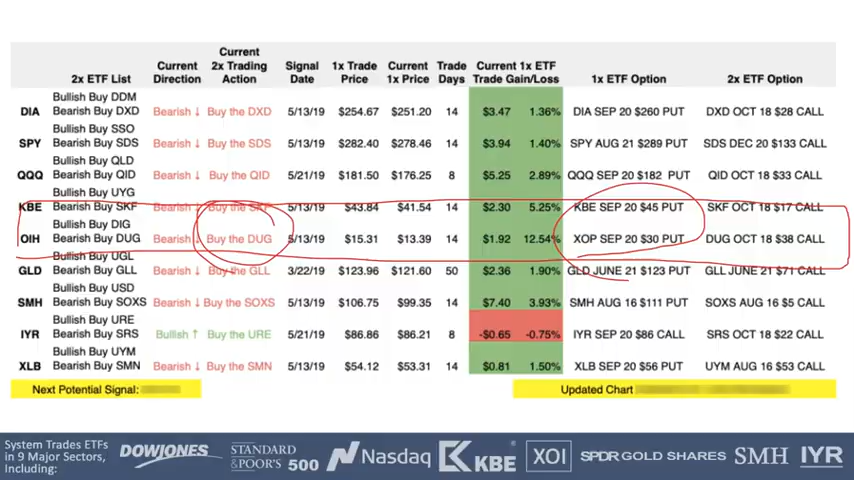 2x ETF List Current Direction Current 2x Trading Action Signal Date 1x Trade Price Current 1x Price Trade Days Current 1x ETF Trade Gain/Loss 1x ETF Option 2x ETF Option
Bullish Buy DDM
DIA Bearish Buy DXD Bearish ↓ Buy the DXD 5/13/19 $254.67 $251.20 14 $3.47 1.36% DIA SEP 20 $260 PUT DXD OCT 18 $28 CALL
Bullish Buy SSO
SPY Bearish Buy SDS Bearish ↓ Buy the SDS 5/13/19 $282.40 $278.46 14 $3.94 1.40% SPY AUG 21 $289 PUT SDS DEC 20 $133 CALL
Bullish Buy QLD
QQQ Bearish Buy QID Bearish ↓ Buy the QID 5/21/19 $181.50 $176.25 8 $5.25 2.89% QQQ SEP 20 $182 PUT QID OCT 18 $33 CALL
Bullish Buy UYG
KBE Bearish Buy SKF Bearish ↓ Buy the 5/13/19 $43.84 $41.54 14 $2.30 5.25% KBE SEP 20 $45 PUT SKF OCT 18 $17 CALL
Bullish Buy DIG
OIH Bearish Buy DUG Bearish ↓ Buy the DUG 5/13/19 $15.31 $13.39 14 $1.92 12.54% XOP SEP 20 $30 PUT DUG OCT 18 $38 CALL
Bullish Buy UGL
GLD Bearish Buy GLL Bearish ↓ Buy the GLL 3/22/19 $123.96 $121.60 50 $2.36 1.90% GLD JUNE 21 $123 PUT GLL JUNE 21 $71 CALL
Bullish Buy USD
SMH Bearish Buy SOXS Bearish ↓ Buy the SOXS 5/13/19 $106.75 $99.35 14 $7.40 3.93% SMH AUG 16 $111 PUT SOXS AUG 16 $5 CALL
Bullish Buy URE
IYR Bearish Buy SRS Bullish ↑ Buy the URE 5/21/19 $86.86 $86.21 8 -$0.65 -0.75% IYR SEP 20 $86 CALL SRS OCT 18 $22 CALL
Bullish Buy UYM
XLB Bearish Buy SMN Bearish ↓ Buy the SMN 5/13/19 $54.12 $53.31 14 $0.81 1.50% XLB SEP 20 $56 PUT UYM AUG 16 $53 CALL
Next Potential Signal: Updated Chart
System Trades ETFs
in 9 Major Sectors,
Including:
DOWJONES STANDARD &POOR'S 500 Nasdaq KBE XOI SPDR GOLD SHARES SMH IYR